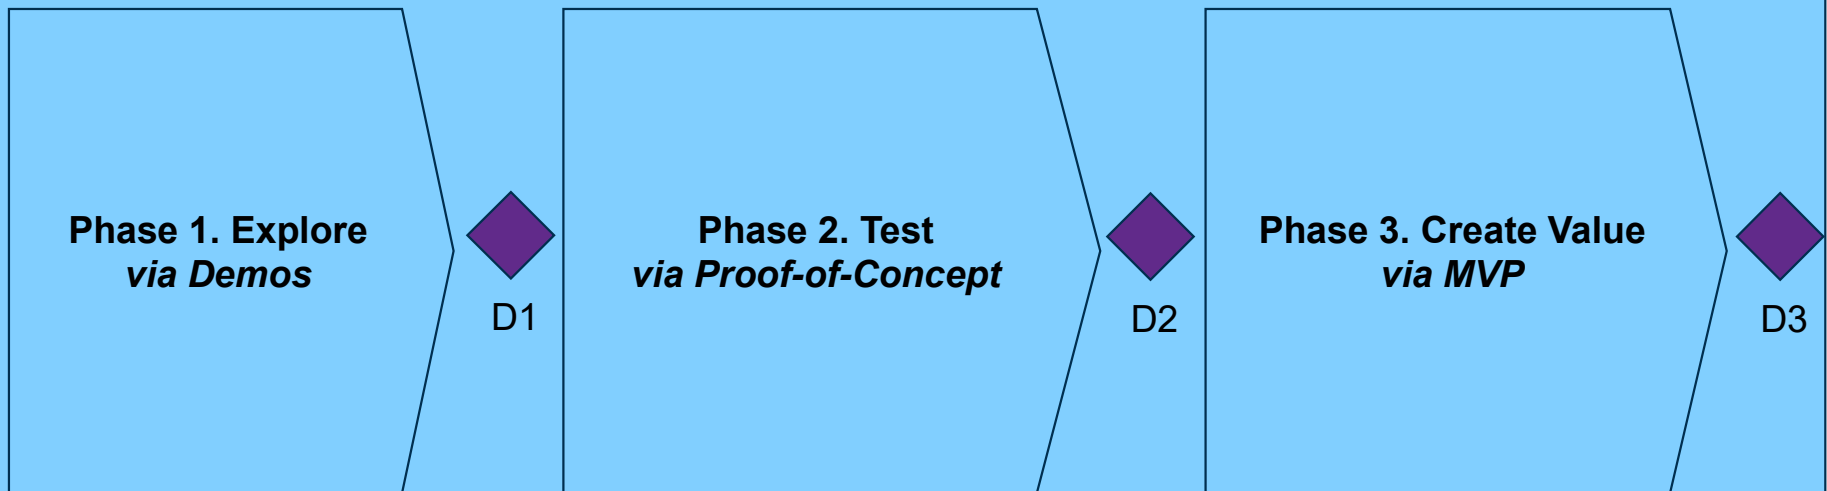 Phase 1. Explore
via Demos
D1
Phase 2. Test
via Proof-of-Concept
D2
Phase 3. Create Value
via MVP
D3